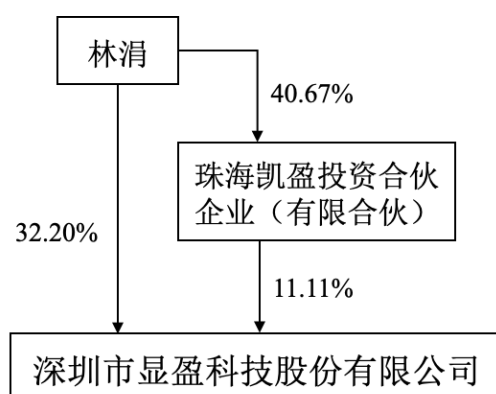 林涓
40.67%
珠海凯盈投资合伙
企业（有限合伙）
32.20%
11.11%
深圳市显盈科技股份有限公司